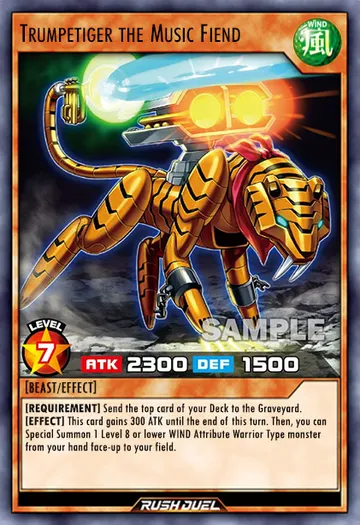 TRUMPETIGER THE MUSIC FIEND
WIND
風
SAMPLE
LEVEL
7
ATK 2300 DEF 1500
[BEAST/EFFECT]
[REQUIREMENT] Send the top card of your Deck to the Graveyard.
[EFFECT] This card gains 300 ATK until the end of this turn. Then, you can
Special Summon 1 Level 8 or lower WIND Attribute Warrior Type monster
from your hand face-up to your field.
RUSH DUEL